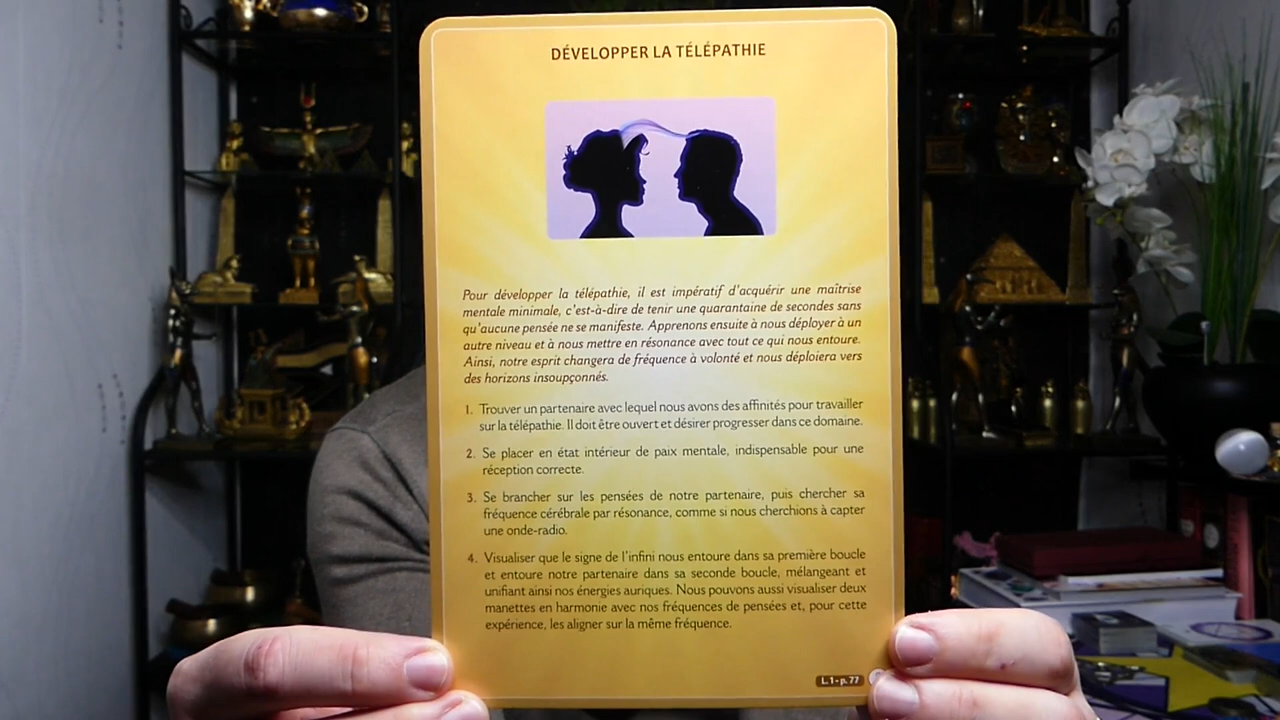 DÉVELOPPER LA TÉLÉPATHIE
Pour développer la télépathie, il est impératif d'acquérir une maîtrise
mentale minimale, c'est-à-dire de tenir une quarantaine de secondes sans
qu'aucune pensée ne se manifeste. Apprenons ensuite à nous déployer à un
autre niveau et à nous mettre en résonance avec tout ce qui nous entoure.
Ainsi, notre esprit changera de fréquence à volonté et nous déploiera vers
des horizons insoupçonnés.
1. Trouver un partenaire avec lequel nous avons des affinités pour travailler
sur la télépathie. Il doit être ouvert et désirer progresser dans ce domaine.
2. Se placer en état intérieur de paix mentale, indispensable pour une
réception correcte.
3. Se brancher sur les pensées de notre partenaire, puis chercher sa
fréquence cérébrale par résonance, comme si nous cherchions à capter
une onde-radio.
4. Visualiser que le signe de l'infini nous entoure dans sa première boucle
et entoure notre partenaire dans sa seconde boucle, mélangeant et
unifiant ainsi nos énergies auriques. Nous pouvons aussi visualiser deux
manettes en harmonie avec nos fréquences de pensées et, pour cette
expérience, les aligner sur la même fréquence.
L.1-p.77